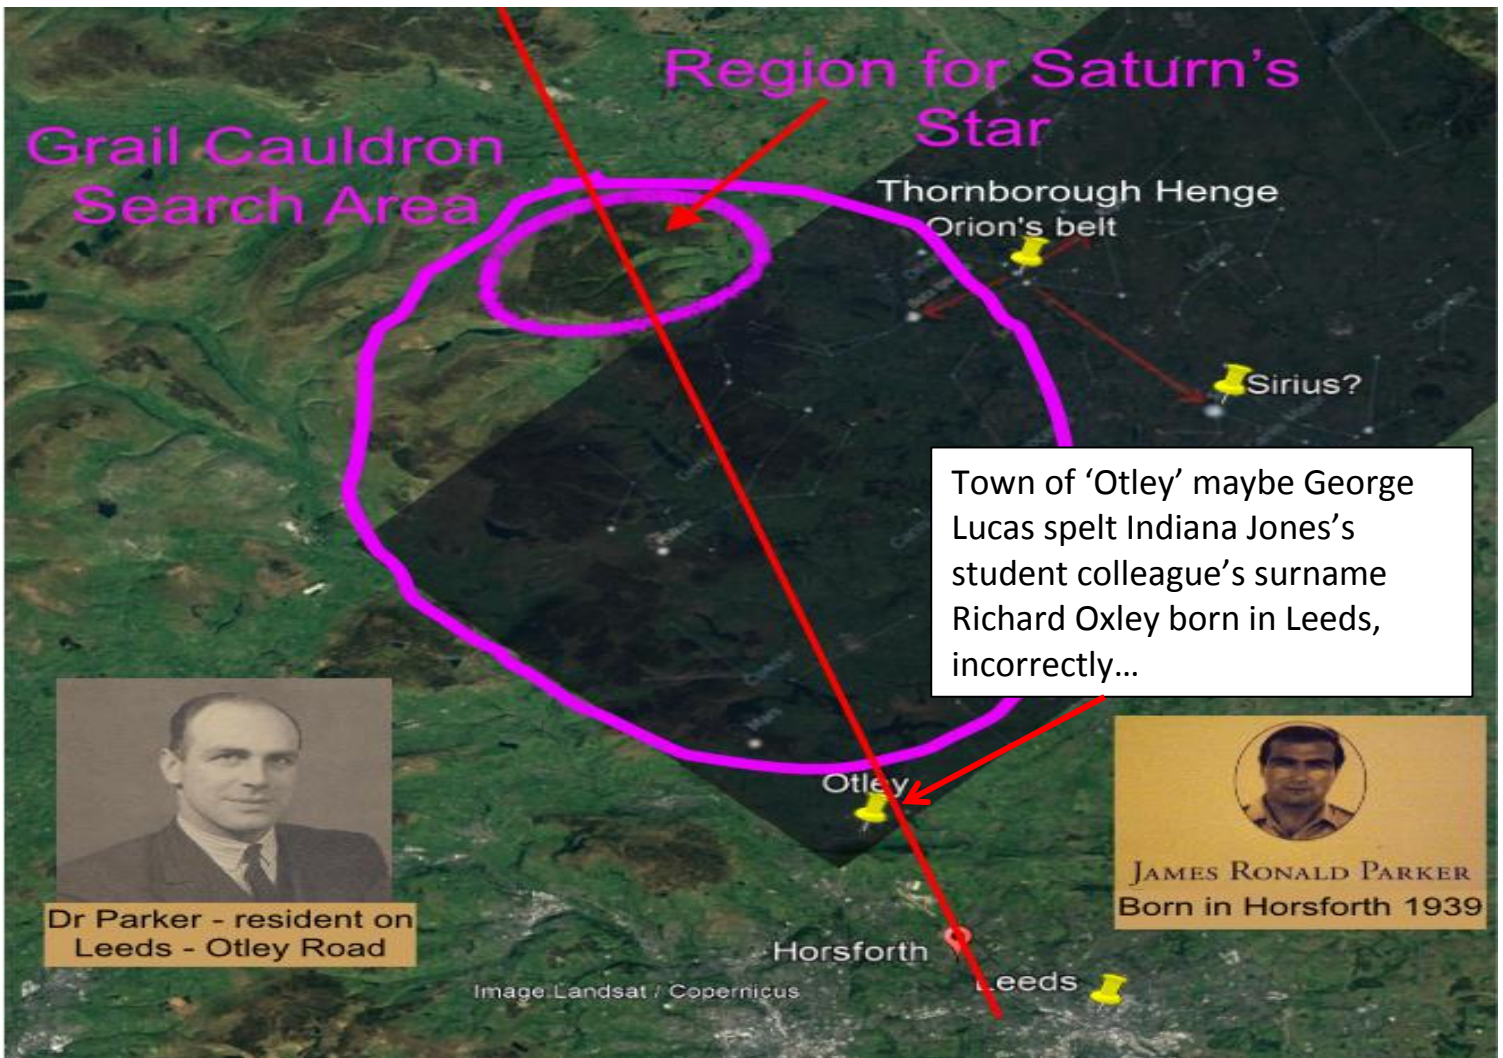 Region for Saturn's
Star
Grail Cauldron
Search Area
Thornborough Henge
Orion's belt
Sirius?
Town of ‘Otley’ maybe George
Lucas spelt Indiana Jones’s
student colleague’s surname
Richard Oxley born in Leeds,
incorrectly…
Mars
Otley
JAMES RONALD PARKER
Born in Horsforth 1939
Dr Parker - resident on
Leeds - Otley Road
Horsforth
Leeds
Image Landsat / Copernicus